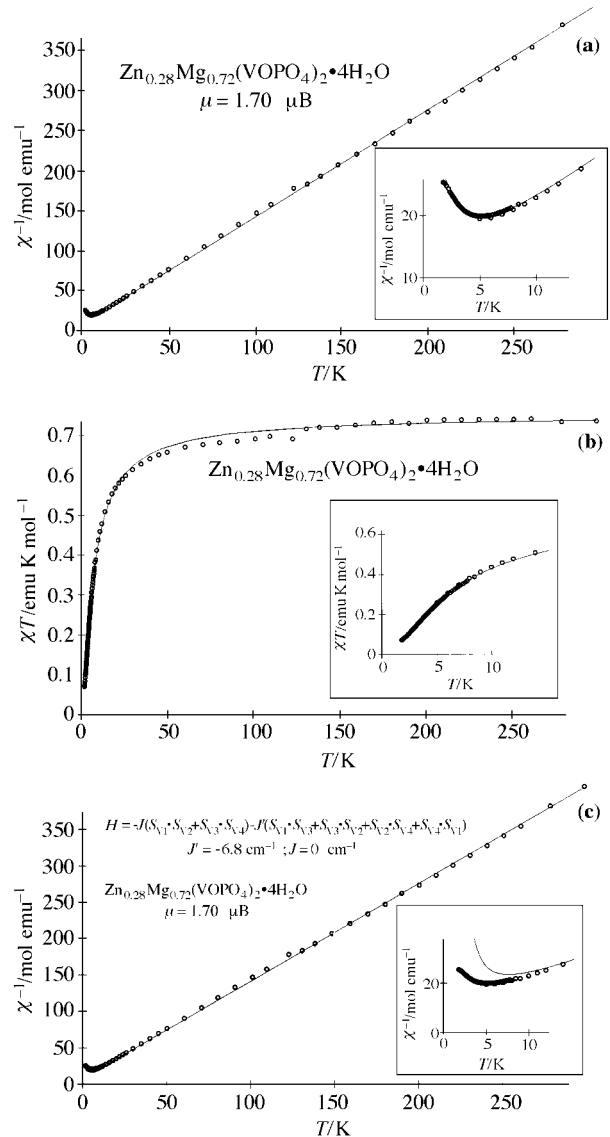 (a)
Zn0.28Mg0.72(VOPO4)2•4H2O
μ = 1.70 μB
χ−1/mol emu−1
350
300
250
200
150
100
50
0
0 50 100 150 200 250
T/K
χ−1/mol emu−1
20
10
0 5 10
T/K
(b)
Zn0.28Mg0.72(VOPO4)2•4H2O
χT/emu K mol−1
0.7
0.6
0.5
0.4
0.3
0.2
0.1
0
0 50 100 150 200 250
T/K
χT/emu K mol−1
0.6
0.4
0.2
0
0 5 10
T/K
(c)
H = -J(SV1•SV2+SV3•SV4)-J'(SV1•SV3+SV3•SV2+SV2•SV4+SV4•SV1)
J' = -6.8 cm−1 ; J = 0 cm−1
Zn0.28Mg0.72(VOPO4)2•4H2O
μ = 1.70 μB
χ−1/mol emu−1
350
300
250
200
150
100
50
0
0 50 100 150 200 250
T/K
χ−1/mol emu−1
20
0
0 5 10
T/K